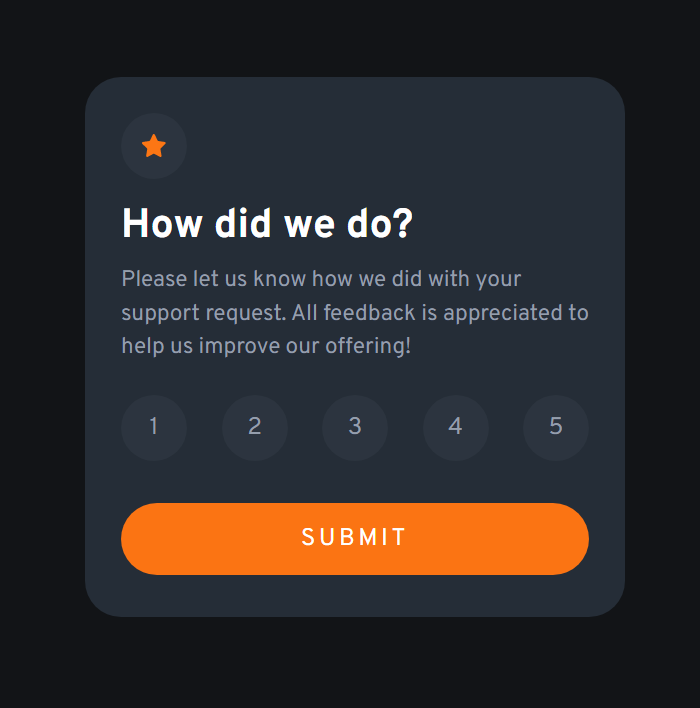 How did we do?
Please let us know how we did with your
support request. All feedback is appreciated to
help us improve our offering!
1 2 3 4 5
SUBMIT